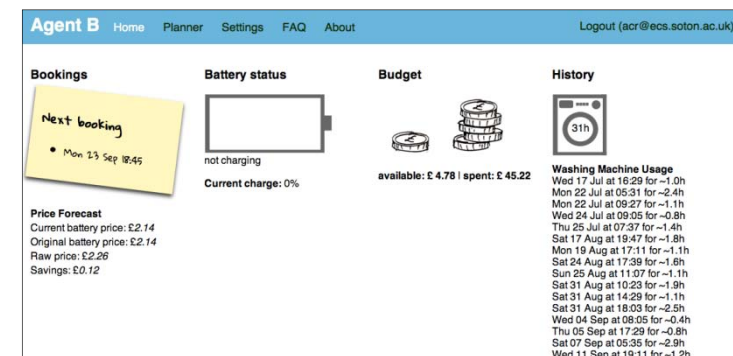 Agent B Home Planner Settings FAQ About Logout (acr@ecs.soton.ac.uk)
Bookings
Next booking
• Mon 23 Sep 18:45
Price Forecast
Current battery price: £2.14
Original battery price: £2.14
Raw price: £2.26
Savings: £0.12
Battery status
not charging
Current charge: 0%
Budget
available: £ 4.78 | spent: £ 45.22
History
31h
Washing Machine Usage
Wed 17 Jul at 16:29 for ~1.0h
Mon 22 Jul at 05:31 for ~2.4h
Mon 22 Jul at 09:27 for ~1.1h
Wed 24 Jul at 09:05 for ~0.8h
Thu 25 Jul at 07:37 for ~1.4h
Sat 17 Aug at 19:47 for ~1.8h
Mon 19 Aug at 17:11 for ~1.1h
Sat 24 Aug at 17:39 for ~1.6h
Sun 25 Aug at 11:07 for ~1.1h
Sat 31 Aug at 10:23 for ~1.9h
Sat 31 Aug at 14:29 for ~1.1h
Sat 31 Aug at 18:03 for ~2.5h
Wed 04 Sep at 08:05 for ~0.4h
Thu 05 Sep at 17:29 for ~0.8h
Sat 07 Sep at 05:35 for ~2.9h
Wed 11 Sep at 19:11 for ~1.2h